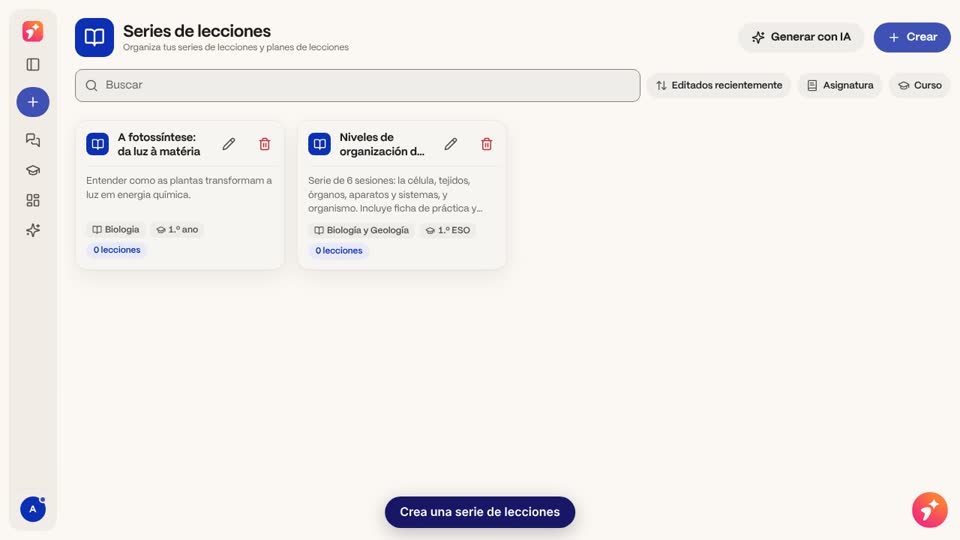 Series de lecciones
Organiza tus series de lecciones y planes de lecciones
Generar con IA
Crear
Buscar
Editados recientemente
Asignatura
Curso
A fotossíntese:
da luz à matéria
Entender como as plantas transformam a
luz em energia química.
Biologia
1.º ano
0 lecciones
Niveles de
organización d...
Serie de 6 sesiones: la célula, tejidos,
órganos, aparatos y sistemas, y
organismo. Incluye ficha de práctica y...
Biología y Geología
1.º ESO
0 lecciones
A
Crea una serie de lecciones